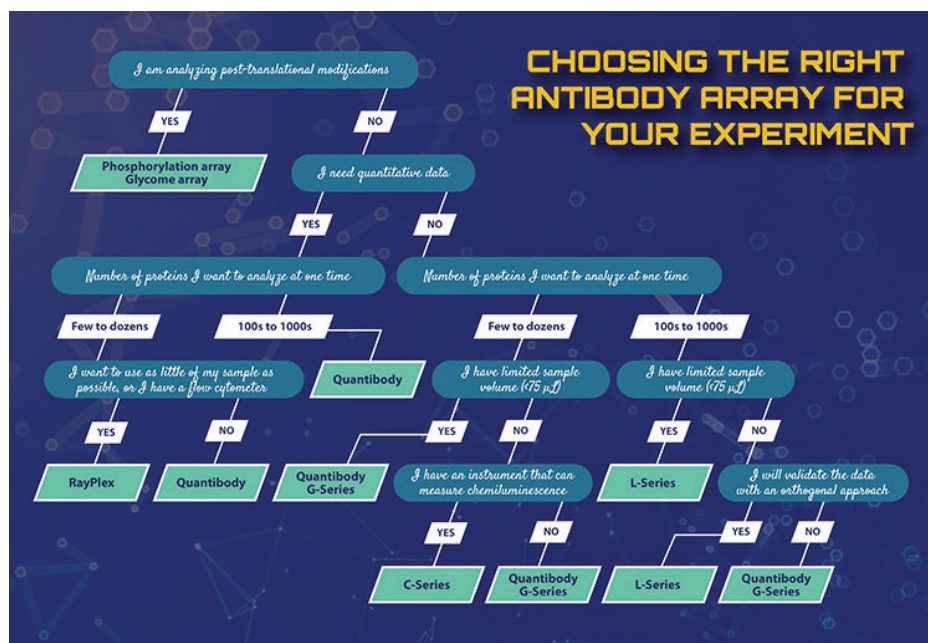 CHOOSING THE RIGHT
ANTIBODY ARRAY FOR
YOUR EXPERIMENT
I am analyzing post-translational modifications
YES
NO
Phosphorylation array
Glycome array
I need quantitative data
YES
NO
Number of proteins I want to analyze at one time
Number of proteins I want to analyze at one time
Few to dozens
100s to 1000s
Few to dozens
100s to 1000s
I want to use as little of my sample as
possible, or I have a flow cytometer
Quantibody
I have limited sample
volume (<75 µL)
I have limited sample
volume (<75 µL)
YES
NO
YES
NO
YES
NO
RayPlex
Quantibody
Quantibody
G-Series
I have an instrument that can
measure chemiluminescence
L-Series
I will validate the data
with an orthogonal approach
YES
NO
YES
NO
C-Series
Quantibody
G-Series
L-Series
Quantibody
G-Series